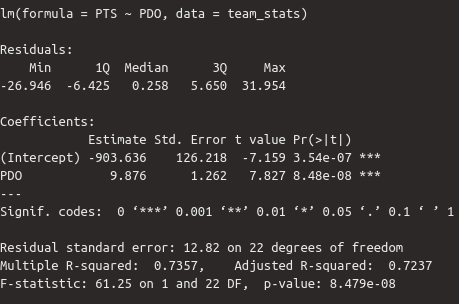 lm(formula = PTS ~ PDO, data = team_stats)
Residuals:
    Min      1Q  Median      3Q     Max
-26.946  -6.425   0.258   5.650  31.954
Coefficients:
            Estimate Std. Error t value Pr(>|t|)
(Intercept) -903.636    126.218  -7.159 3.54e-07 ***
PDO            9.876      1.262   7.827 8.48e-08 ***
---
Signif. codes:  0 ‘***’ 0.001 ‘**’ 0.01 ‘*’ 0.05 ‘.’ 0.1 ‘ ’ 1
Residual standard error: 12.82 on 22 degrees of freedom
Multiple R-squared:  0.7357,    Adjusted R-squared:  0.7237
F-statistic: 61.25 on 1 and 22 DF,  p-value: 8.479e-08